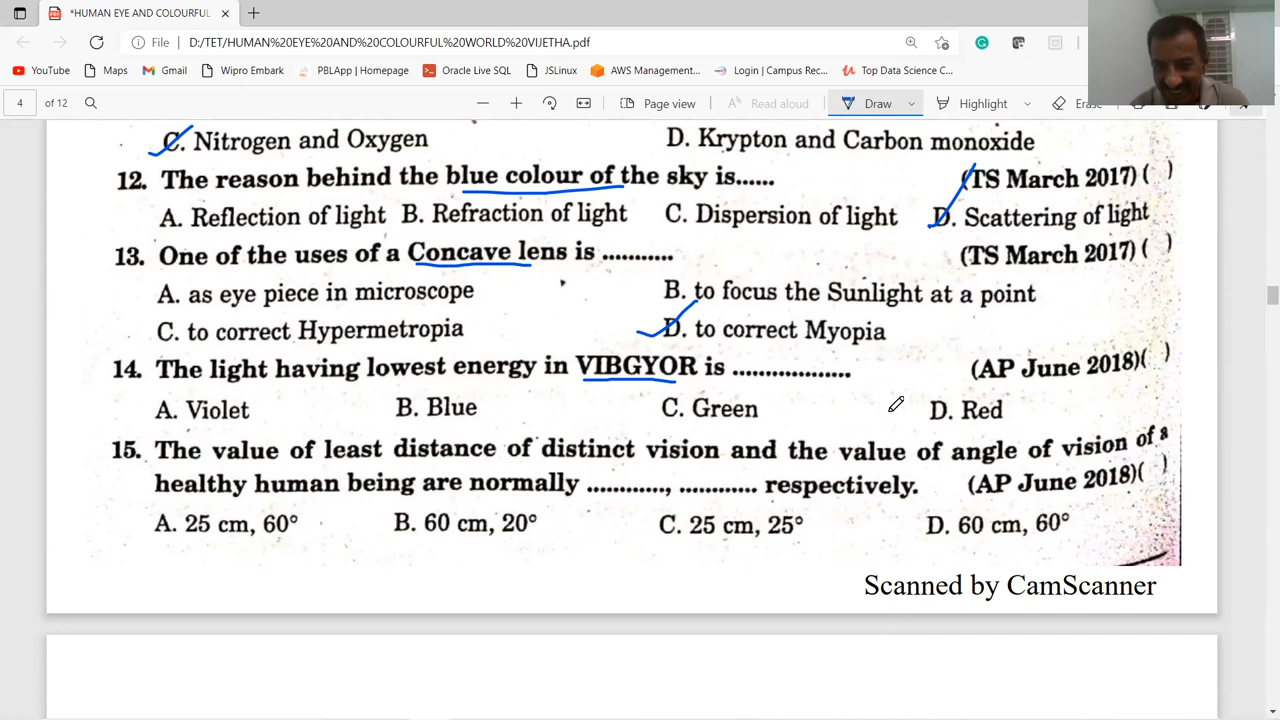 *HUMAN EYE AND COLOURFUL
File D:/TET/HUMAN%20EYE%20AND%20COLOURFUL%20WORLD%20VIJETHA.pdf
YouTube Maps Gmail Wipro Embark PBLApp | Homepage Oracle Live SQL JSLinux AWS Management... Login | Campus Rec... Top Data Science C...
4 of 12 Page view Read aloud Draw Highlight Erase
C. Nitrogen and Oxygen D. Krypton and Carbon monoxide
12. The reason behind the blue colour of the sky is...... (TS March 2017) ( )
A. Reflection of light B. Refraction of light C. Dispersion of light D. Scattering of light
13. One of the uses of a Concave lens is ........... (TS March 2017) ( )
A. as eye piece in microscope B. to focus the Sunlight at a point
C. to correct Hypermetropia D. to correct Myopia
14. The light having lowest energy in VIBGYOR is .................. (AP June 2018)( )
A. Violet B. Blue C. Green D. Red
15. The value of least distance of distinct vision and the value of angle of vision of a
healthy human being are normally ............, ............ respectively. (AP June 2018)( )
A. 25 cm, 60° B. 60 cm, 20° C. 25 cm, 25° D. 60 cm, 60°
Scanned by CamScanner